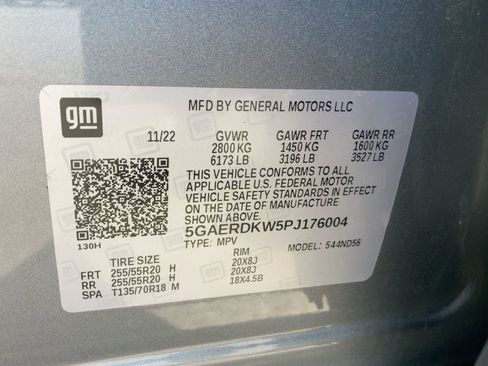 gm
MFD BY GENERAL MOTORS LLC
11/22 GVWR GAWR FRT GAWR RR
2800 KG 1450 KG 1600 KG
6173 LB 3196 LB 3527 LB
THIS VEHICLE CONFORMS TO ALL
APPLICABLE U.S. FEDERAL MOTOR
VEHICLE SAFETY STANDARDS IN EFFECT
ON THE DATE OF MANUFACTURE
SHOWN ABOVE.
5GAERDKW5PJ176004
130H TYPE: MPV MODEL: 544ND56
TIRE SIZE RIM
FRT 255/55R20 H 20X8J
RR 255/55R20 H 20X8J
SPA T135/70R18 M 18X4.5B